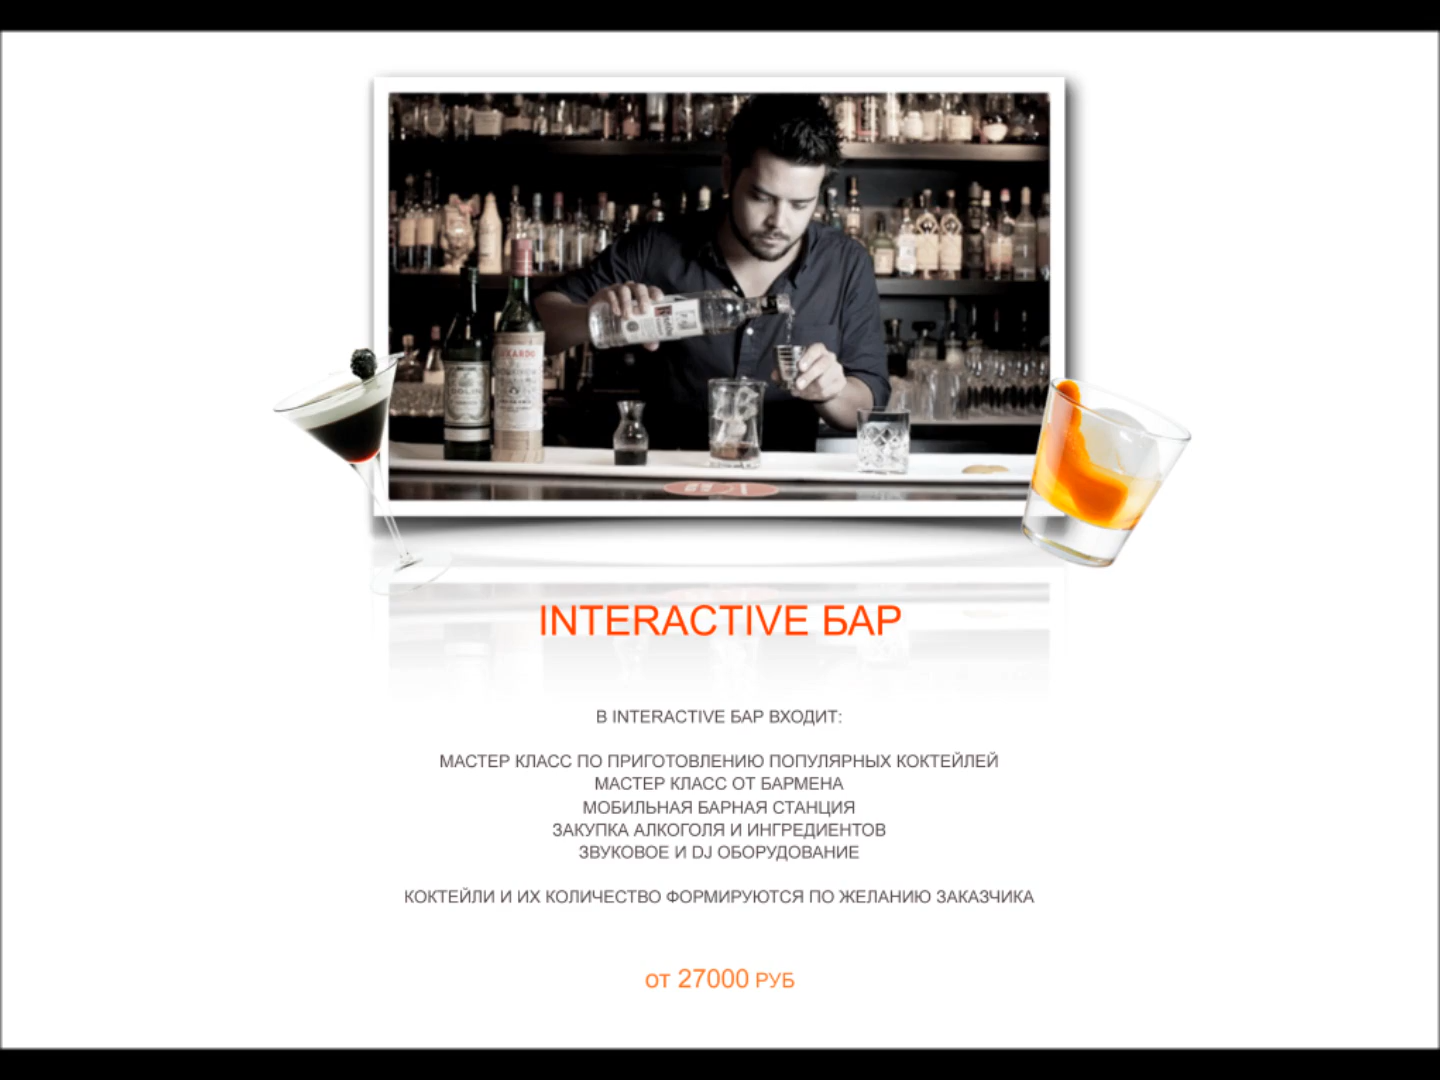 INTERACTIVE БАР
В INTERACTIVE БАР ВХОДИТ:
МАСТЕР КЛАСС ПО ПРИГОТОВЛЕНИЮ ПОПУЛЯРНЫХ КОКТЕЙЛЕЙ
МАСТЕР КЛАСС ОТ БАРМЕНА
МОБИЛЬНАЯ БАРНАЯ СТАНЦИЯ
ЗАКУПКА АЛКОГОЛЯ И ИНГРЕДИЕНТОВ
ЗВУКОВОЕ И DJ ОБОРУДОВАНИЕ
КОКТЕЙЛИ И ИХ КОЛИЧЕСТВО ФОРМИРУЮТСЯ ПО ЖЕЛАНИЮ ЗАКАЗЧИКА
от 27000 РУБ